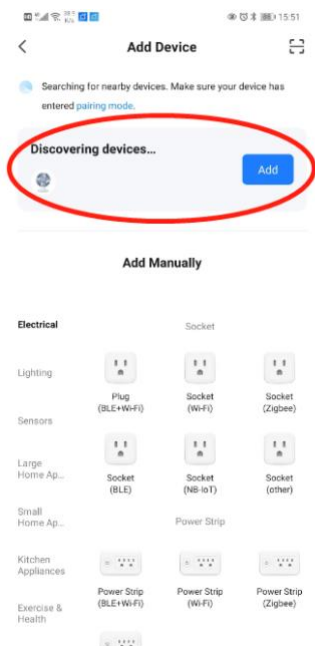 15:51
Add Device
Searching for nearby devices. Make sure your device has
entered pairing mode.
Discovering devices...
Add
Add Manually
Electrical
Socket
Lighting
Plug
(BLE+Wi-Fi)
Socket
(Wi-Fi)
Socket
(Zigbee)
Sensors
Large
Home Ap...
Socket
(BLE)
Socket
(NB-IoT)
Socket
(other)
Small
Home Ap...
Power Strip
Kitchen
Appliances
Power Strip
(BLE+Wi-Fi)
Power Strip
(Wi-Fi)
Power Strip
(Zigbee)
Exercise &
Health